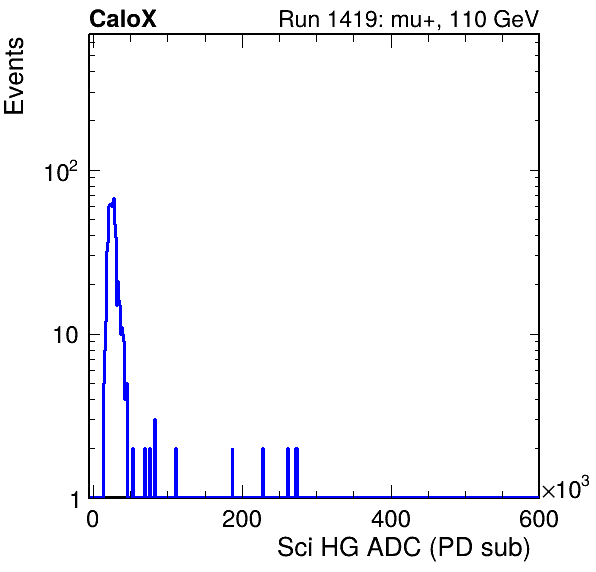 CaloX Run 1419: mu+, 110 GeV
Events
10²
10
1
0 200 400 600
×10³
Sci HG ADC (PD sub)